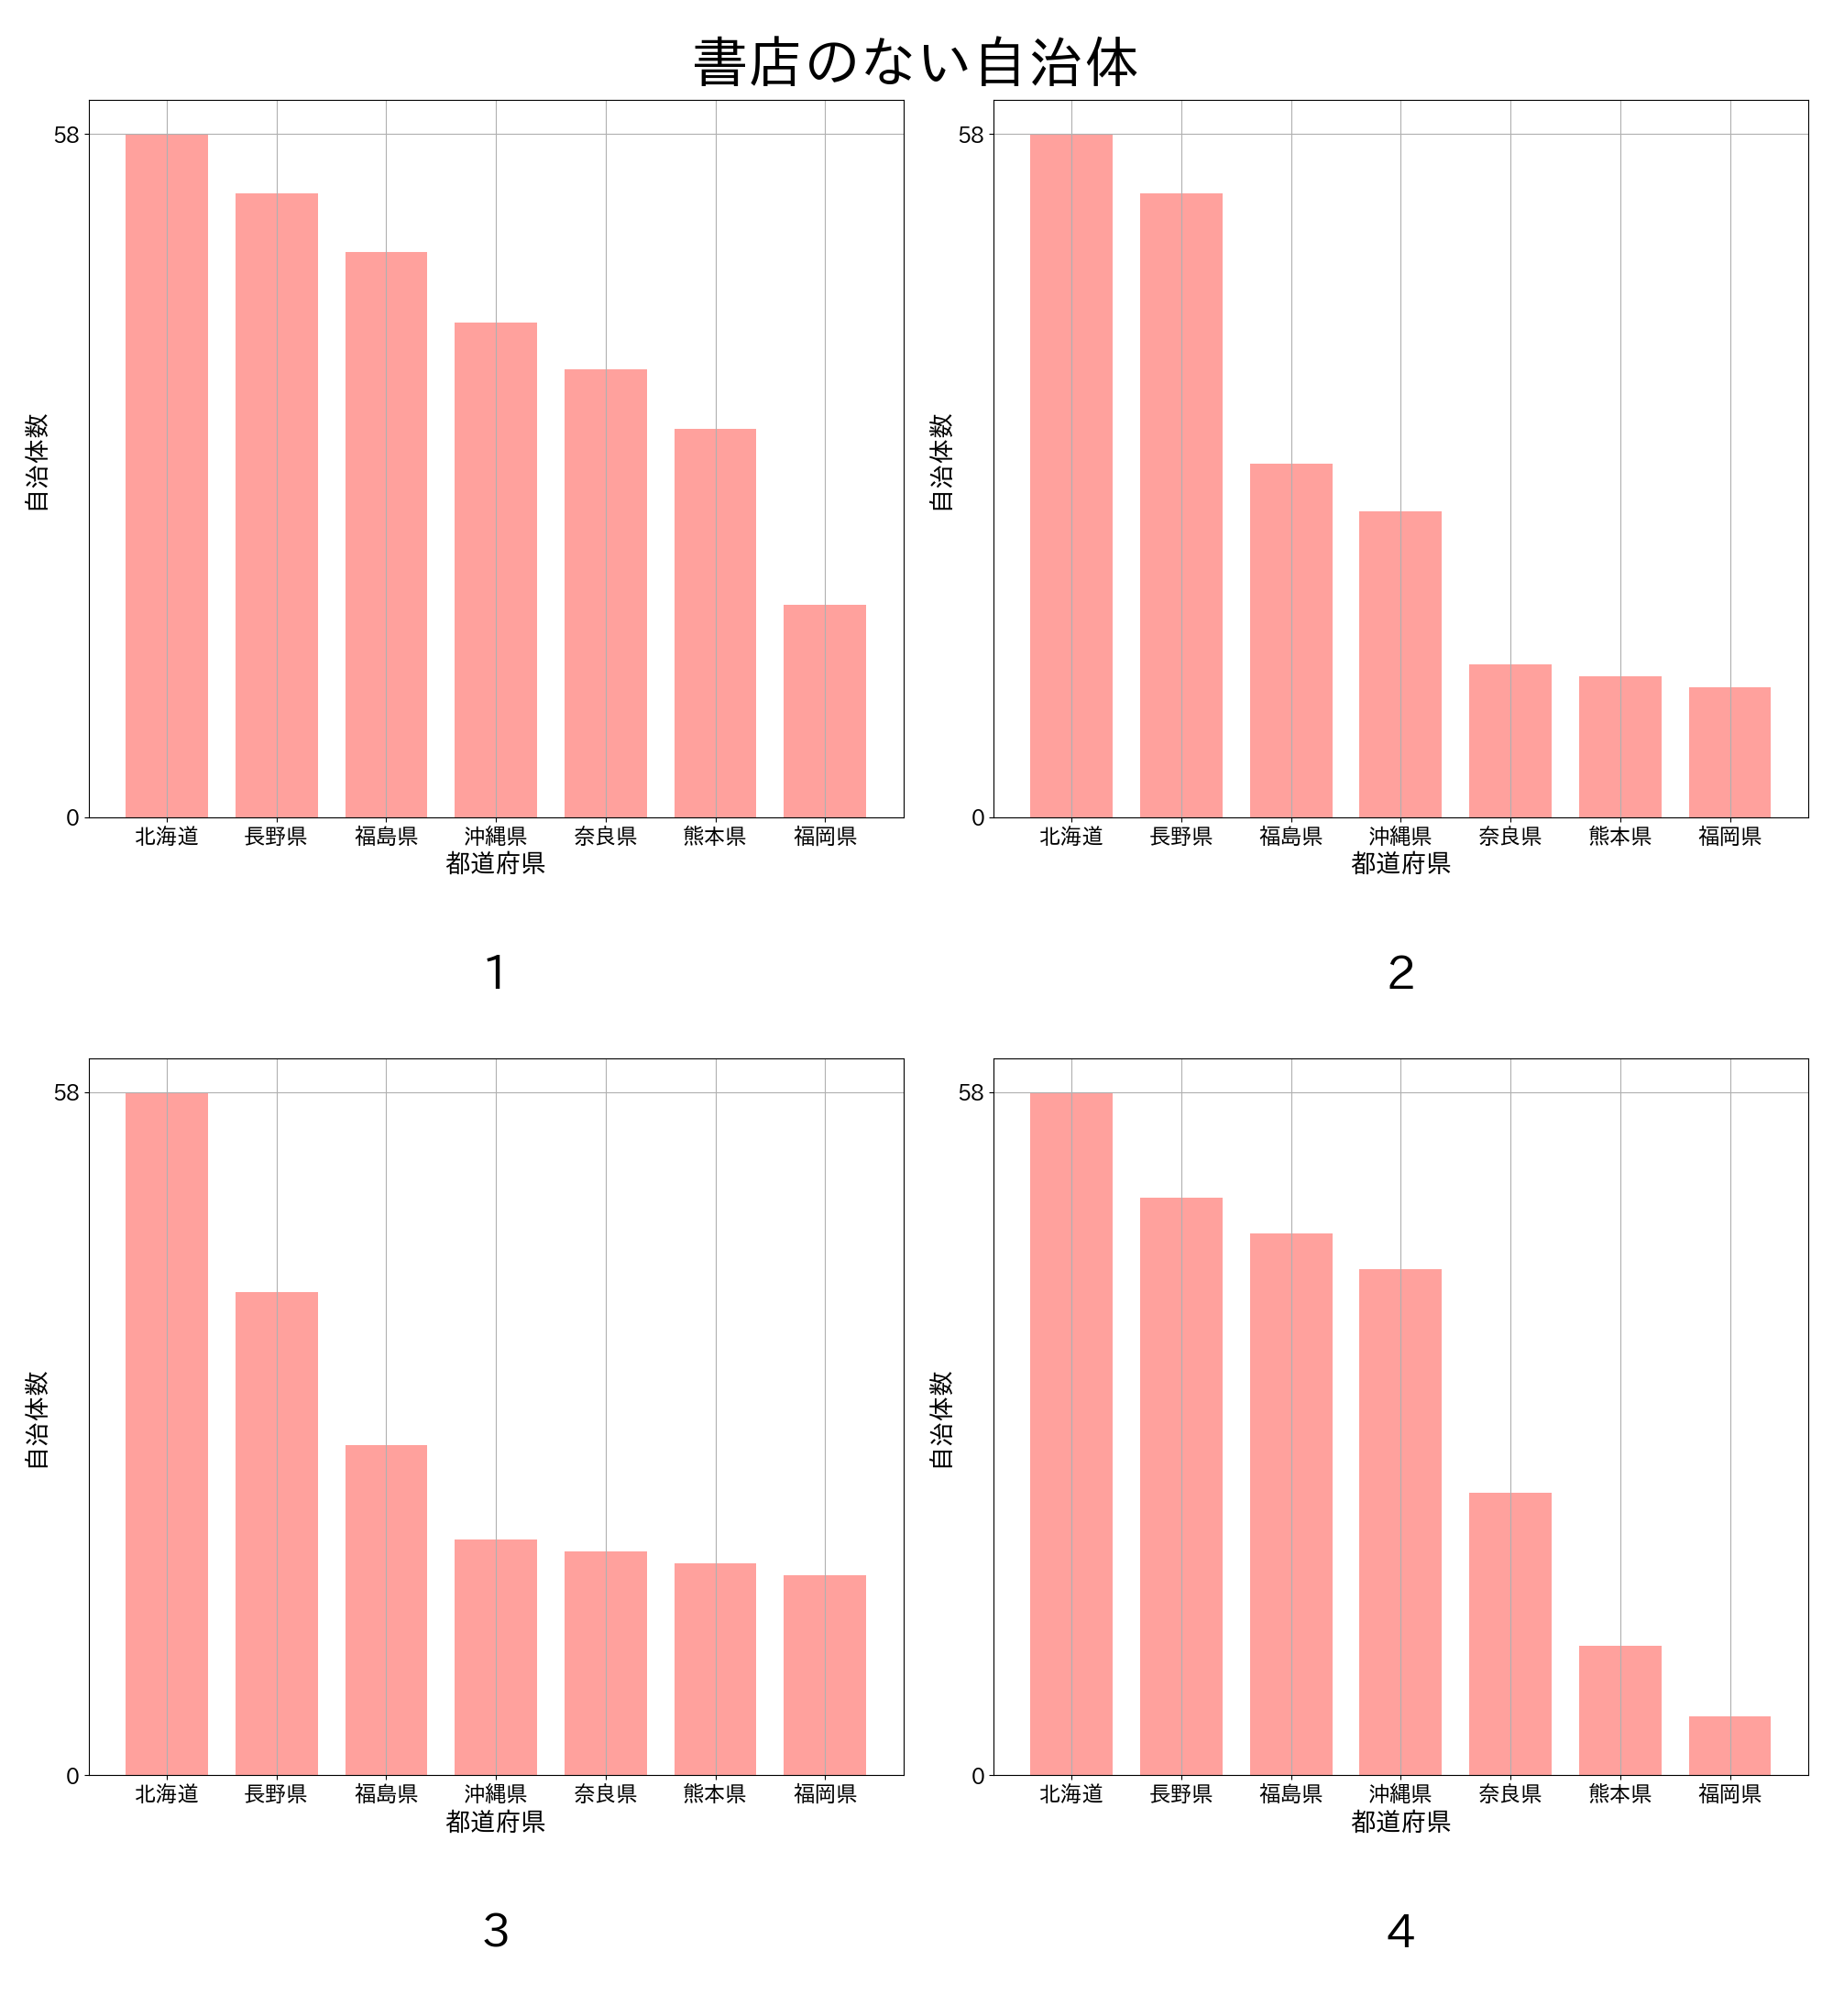 書店のない自治体
58
0
自治体数
北海道 長野県 福島県 沖縄県 奈良県 熊本県 福岡県
都道府県
1
58
0
自治体数
北海道 長野県 福島県 沖縄県 奈良県 熊本県 福岡県
都道府県
2
58
0
自治体数
北海道 長野県 福島県 沖縄県 奈良県 熊本県 福岡県
都道府県
3
58
0
自治体数
北海道 長野県 福島県 沖縄県 奈良県 熊本県 福岡県
都道府県
4